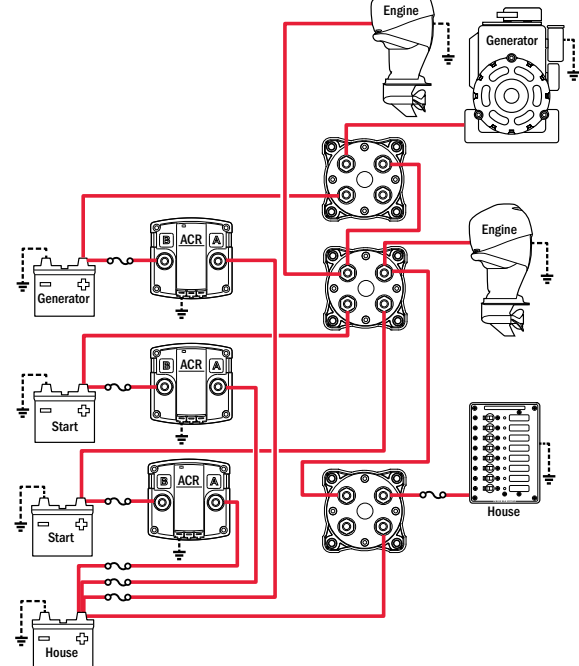 Engine
Generator
B ACR A
Engine
Generator
B ACR A
Start
B ACR A
House
Start
House